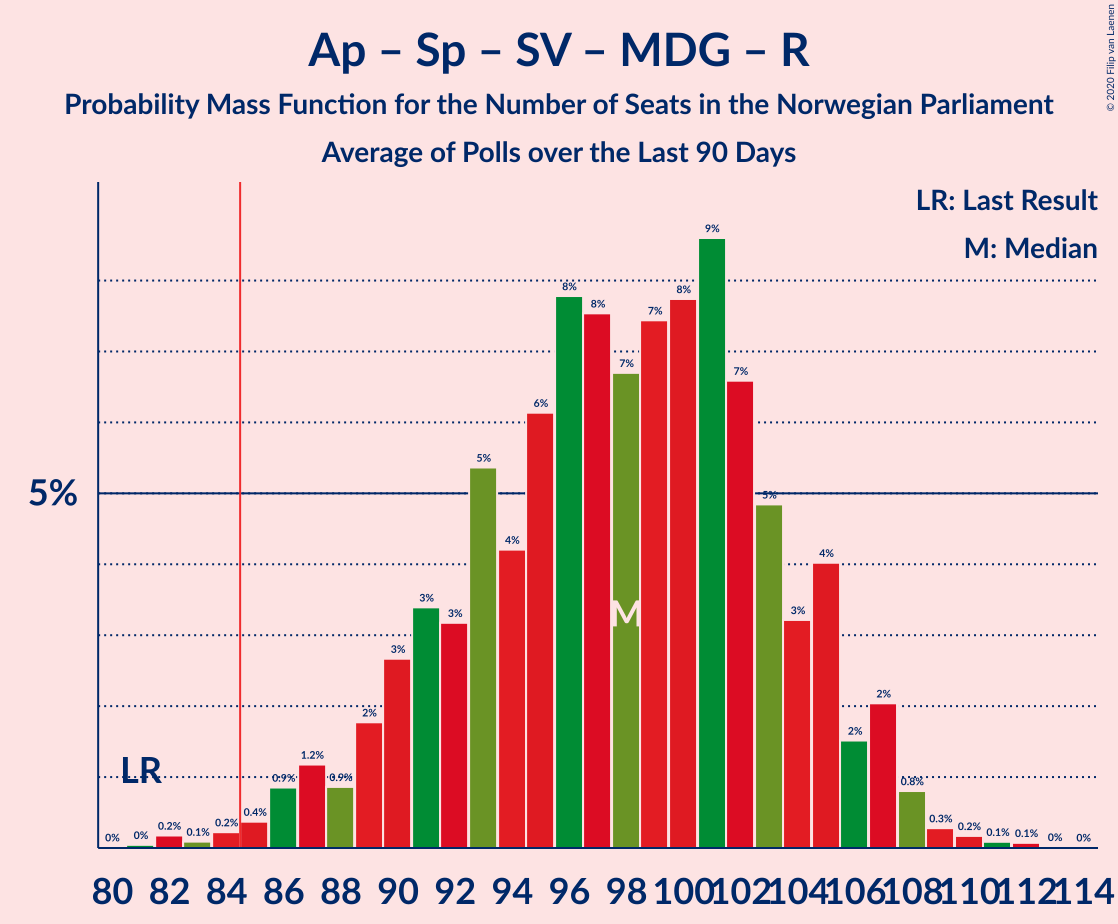 Ap – Sp – SV – MDG – R
Probability Mass Function for the Number of Seats in the Norwegian Parliament
Average of Polls over the Last 90 Days
© 2020 Filip van Laenen
LR: Last Result
M: Median
5%
LR
M
0% 0% 0.2% 0.1% 0.2% 0.4% 0.9% 1.2% 0.9% 2% 3% 3% 3% 5% 4% 6% 8% 8% 7% 7% 8% 9% 7% 5% 3% 4% 2% 2% 0.8% 0.3% 0.2% 0.1% 0.1% 0% 0%
80 82 84 86 88 90 92 94 96 98 100 102 104 106 108 110 112 114